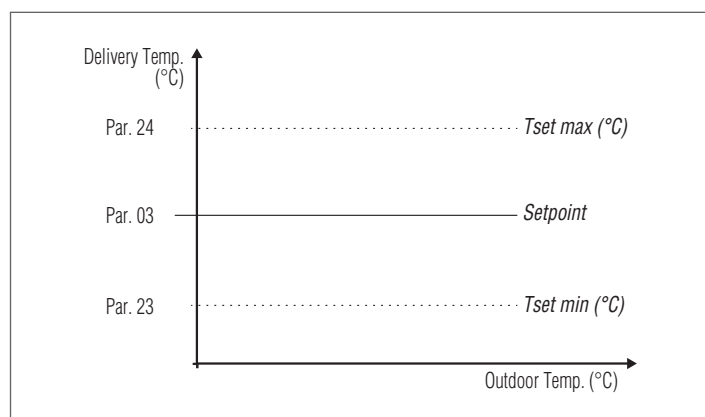 Delivery Temp.
(°C)
Par. 24
Tset max (°C)
Par. 03
Setpoint
Par. 23
Tset min (°C)
Outdoor Temp. (°C)